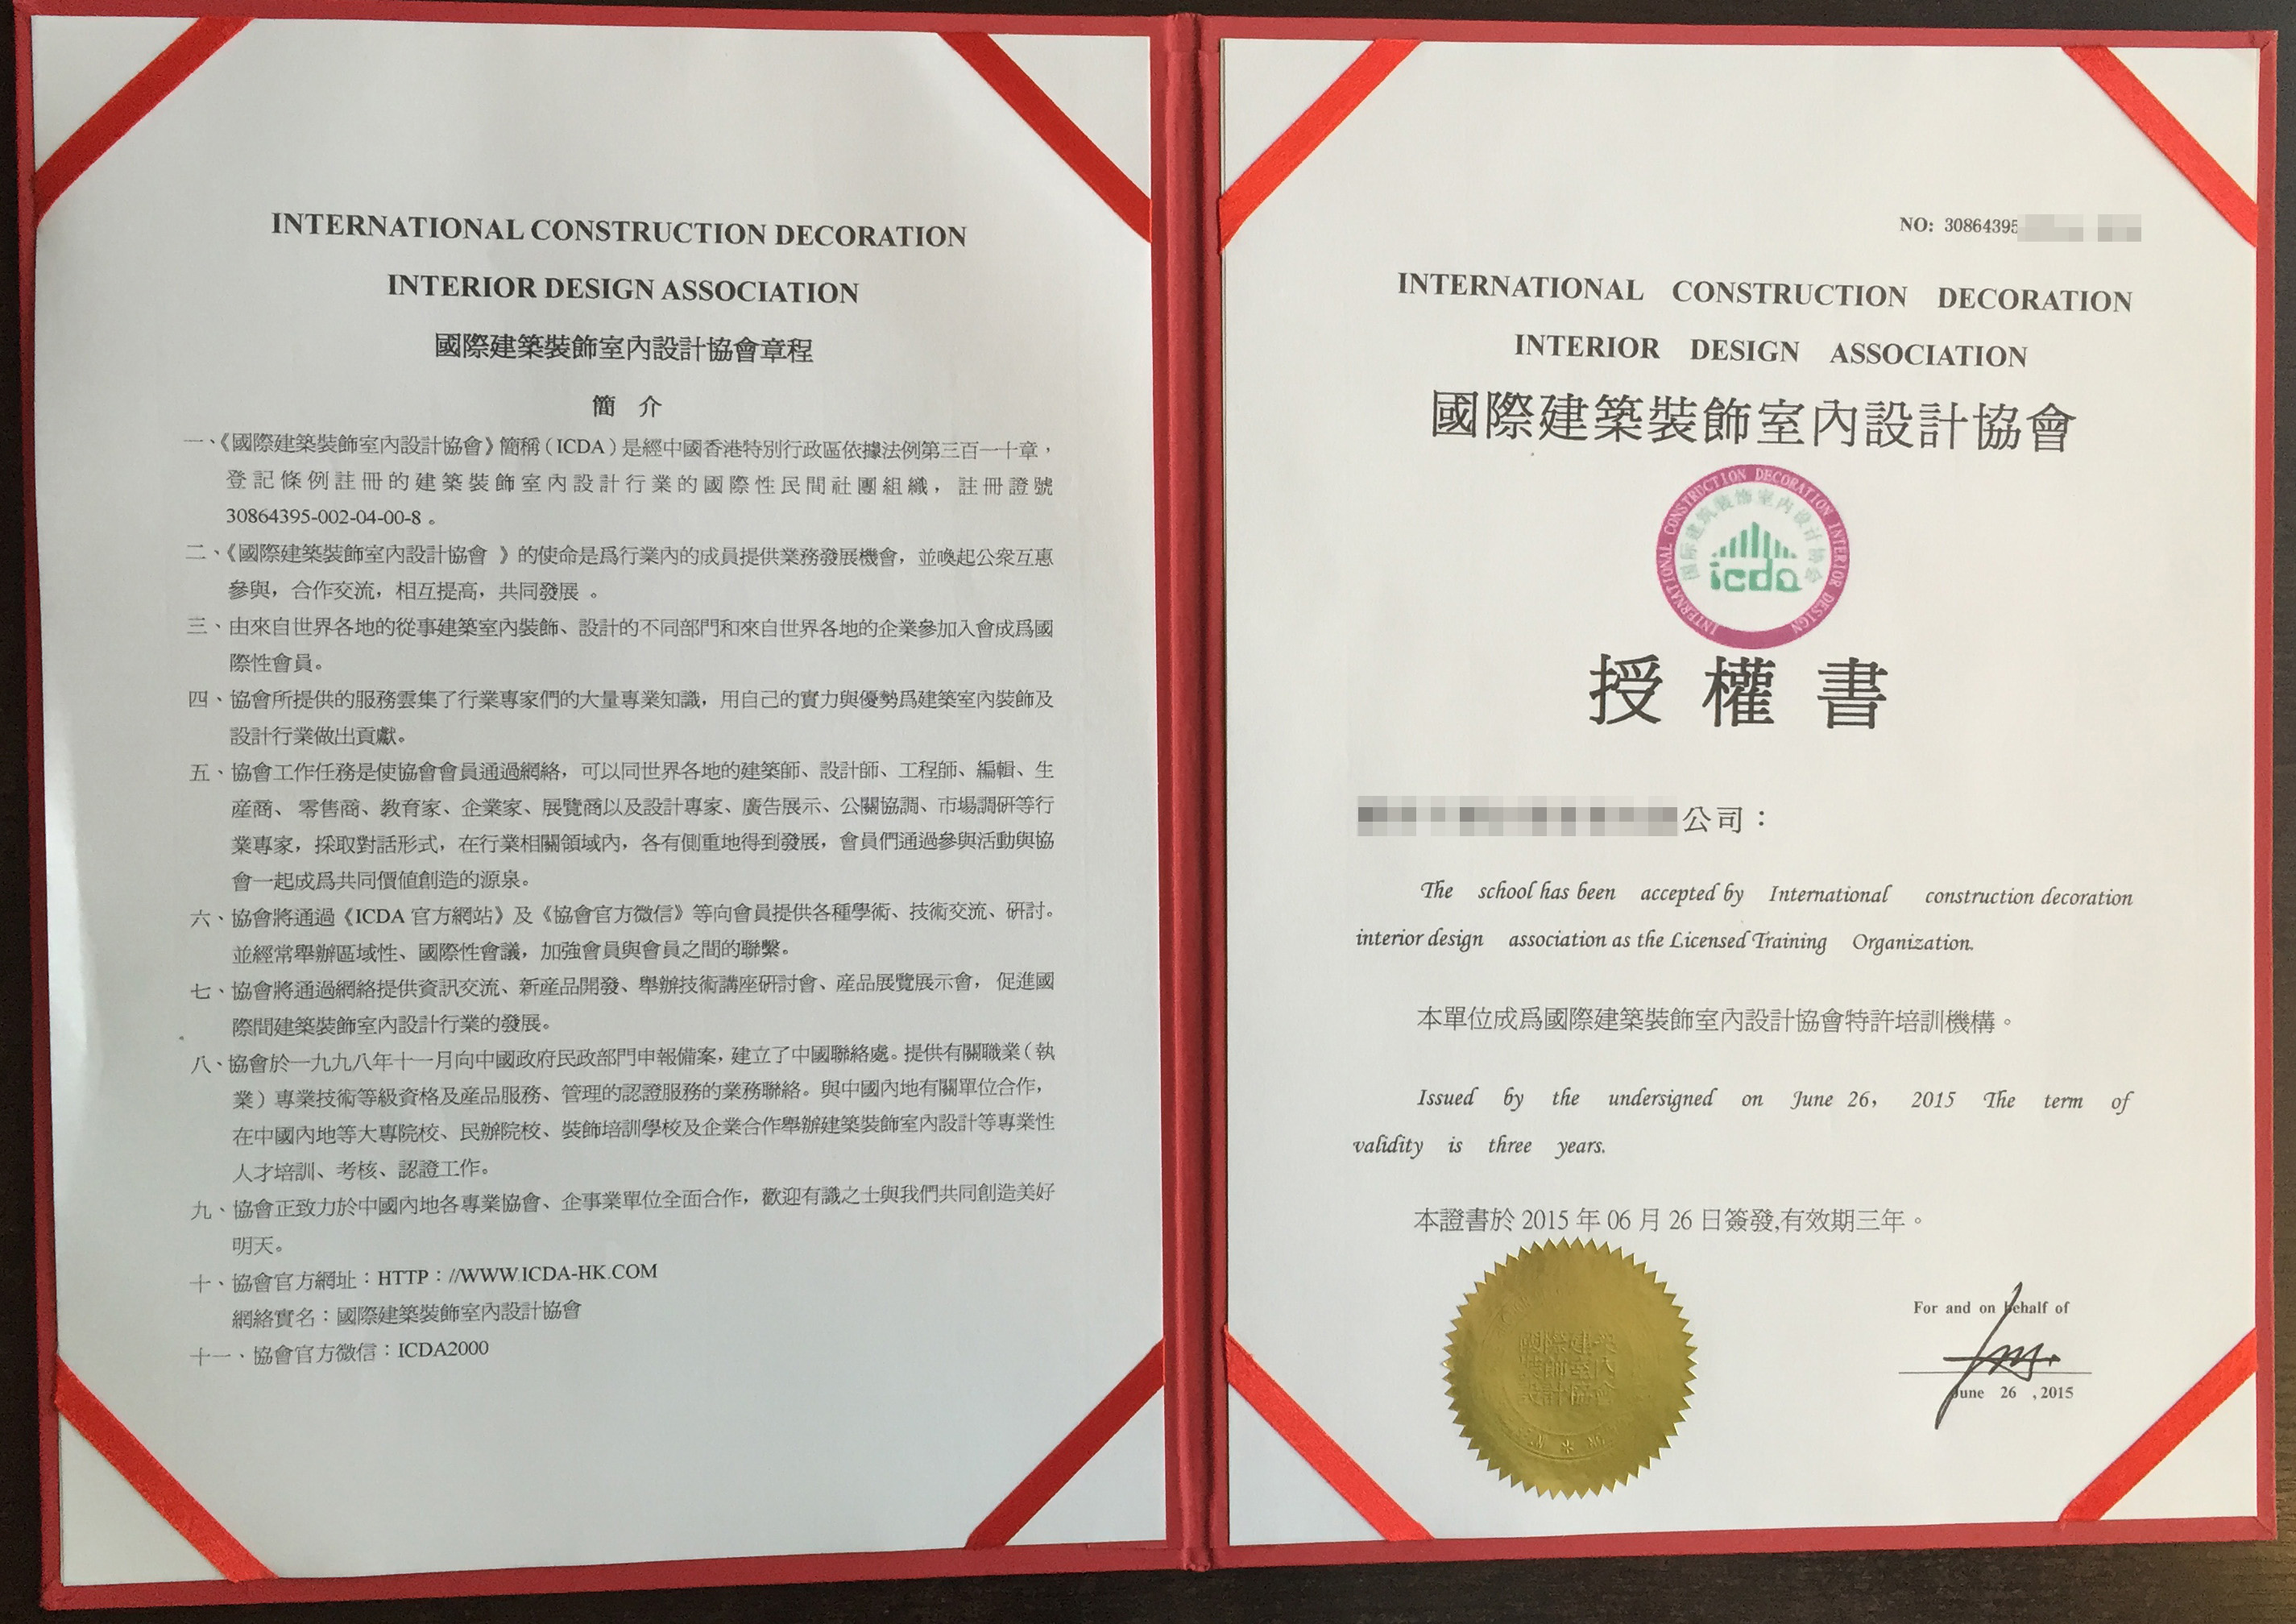 INTERNATIONAL CONSTRUCTION DECORATION
INTERIOR DESIGN ASSOCIATION
國際建築裝飾室內設計協會章程
簡 介
一、《國際建築裝飾室內設計協會》簡稱(ICDA)是經中國香港特別行政區依據法例第三百一十章，
登記條例註冊的建築裝飾室內設計行業的國際性民間社團組織，註冊證號
30864395-002-04-00-8。
二、《國際建築裝飾室內設計協會 》的使命是爲行業內的成員提供業務發展機會，並喚起公衆互惠
參與，合作交流，相互提高，共同發展 。
三、由來自世界各地的從事建築室內裝飾、設計的不同部門和來自世界各地的企業參加入會成爲國
際性會員。
四、協會所提供的服務雲集了行業專家們的大量專業知識，用自己的實力與優勢爲建築室內裝飾及
設計行業做出貢獻。
五、協會工作任務是使協會會員通過網絡，可以同世界各地的建築師、設計師、工程師、編輯、生
産商、零售商、教育家、企業家、展覽商以及設計專家、廣告展示、公關協調、市場調研等行
業專家，採取對話形式，在行業相關領域內，各有側重地得到發展，會員們通過參與活動與協
會一起成爲共同價値創造的源泉。
六、協會將通過《ICDA 官方網站》及《協會官方微信》等向會員提供各種學術、技術交流、研討。
並經常舉辦區域性、國際性會議，加強會員與會員之間的聯繫。
七、協會將通過網絡提供資訊交流、新産品開發、舉辦技術講座研討會、産品展覽展示會，促進國
際間建築裝飾室內設計行業的發展。
八、協會於一九九八年十一月向中國政府民政部門申報備案，建立了中國聯絡處。提供有關職業(執
業)專業技術等級資格及産品服務、管理的認證服務的業務聯絡。與中國內地有關單位合作，
在中國內地等大專院校、民辦院校、裝飾培訓學校及企業合作舉辦建築裝飾室內設計等專業性
人才培訓、考核、認證工作。
九、協會正致力於中國內地各專業協會、企事業單位全面合作，歡迎有識之士與我們共同創造美好
明天。
十、協會官方網址：HTTP：//WWW.ICDA-HK.COM
網絡實名：國際建築裝飾室內設計協會
十一、協會官方微信：ICDA2000
NO: 30864395
INTERNATIONAL CONSTRUCTION DECORATION
INTERIOR DESIGN ASSOCIATION
國際建築裝飾室內設計協會
INTERNATIONAL CONSTRUCTION DECORATION INTERIOR DESIGN
国际建筑装饰室内设计协会
icda
授權書
公司：
The school has been accepted by International construction decoration
interior design association as the Licensed Training Organization.
本單位成爲國際建築裝飾室內設計協會特許培訓機構。
Issued by the undersigned on June 26, 2015 The term of
validity is three years.
本證書於 2015 年 06 月 26 日簽發,有效期三年。
國際建築
裝飾室內
設計協會
For and on behalf of
June 26 , 2015